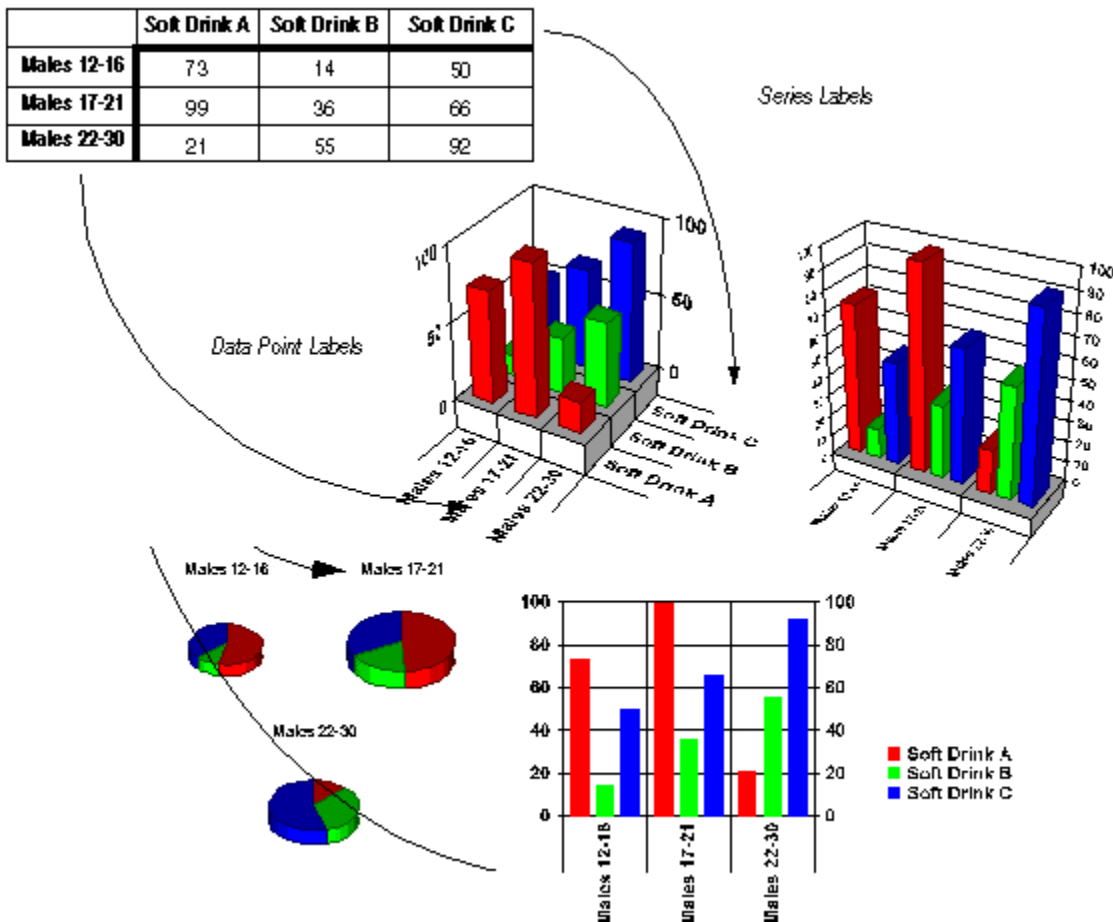 Soft Drink A Soft Drink B Soft Drink C
Males 12-16 73 14 50
Males 17-21 99 36 66
Males 22-30 21 55 92
Series Labels
Data Point Labels
100
50
0
100
50
0
Males 12-16
Males 17-21
Males 22-30
Soft Drink C
Soft Drink B
Soft Drink A
100
90
80
70
60
50
40
30
20
10
0
Males 12-16 Males 17-21
Males 22-30
100 100
80 80
60 60
40 40
20 20
0 0
Males 12-16
Males 17-21
Males 22-30
Soft Drink A
Soft Drink B
Soft Drink C